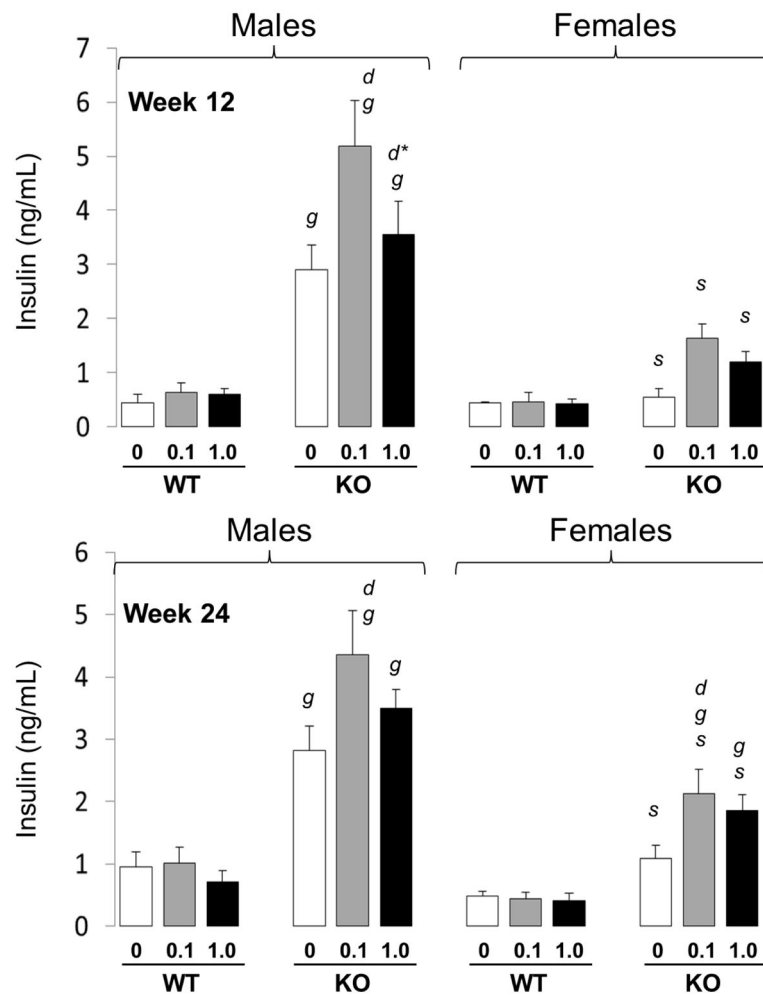 Males Females
7
Week 12
6
5
4
3
2
1
0
Insulin (ng/mL)
g
d
g
d*
g
s
s
s
0 0.1 1.0 0 0.1 1.0 0 0.1 1.0 0 0.1 1.0
WT KO WT KO
Males Females
6
Week 24
5
4
3
2
1
0
Insulin (ng/mL)
g
d
g
g
s
d
g
s
g
s
0 0.1 1.0 0 0.1 1.0 0 0.1 1.0 0 0.1 1.0
WT KO WT KO